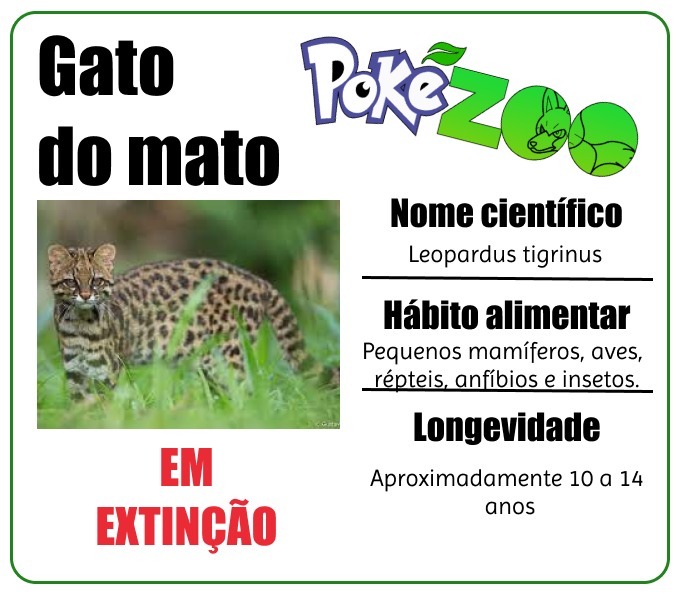 Gato
do mato
PoKéZOO
Nome científico
Leopardus tigrinus
Hábito alimentar
Pequenos mamíferos, aves,
répteis, anfíbios e insetos.
Longevidade
Aproximadamente 10 a 14
anos
EM
EXTINÇÃO